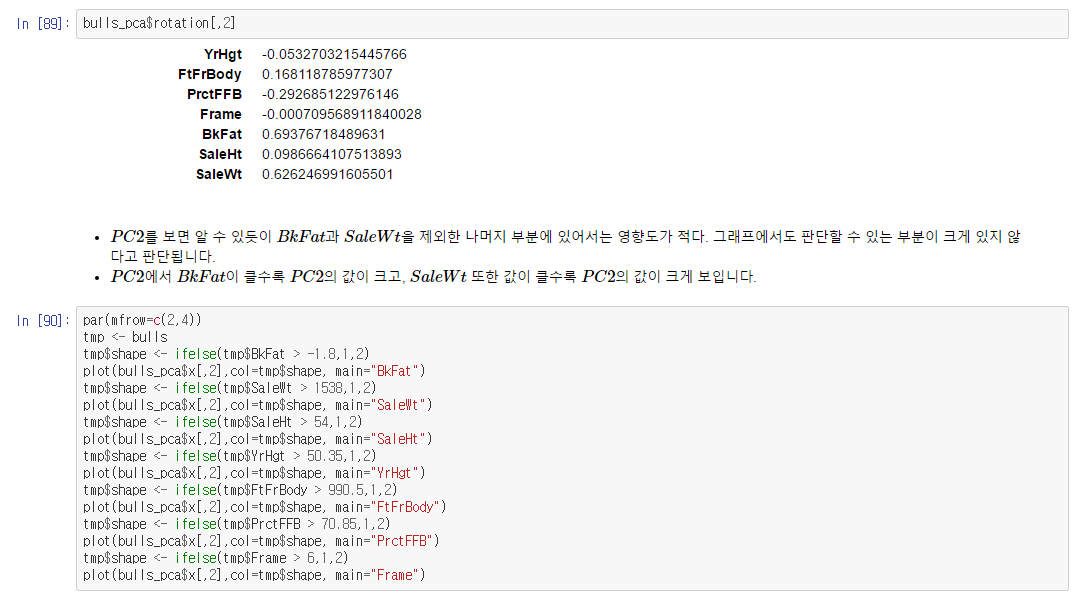 In [89]: bulls_pca$rotation[,2]
YrHgt -0.0532703215445766
FtFrBody 0.168118785977307
PrctFFB -0.292685122976146
Frame -0.000709568911840028
BkFat 0.69376718489631
SaleHt 0.0986664107513893
SaleWt 0.626246991605501
• PC2를 보면 알 수 있듯이 BkFat과 SaleWt을 제외한 나머지 부분에 있어서는 영향도가 적다. 그래프에서도 판단할 수 있는 부분이 크게 있지 않
다고 판단됩니다.
• PC2에서 BkFat이 클수록 PC2의 값이 크고, SaleWt 또한 값이 클수록 PC2의 값이 크게 보입니다.
In [90]: par(mfrow=c(2,4))
tmp <- bulls
tmp$shape <- ifelse(tmp$BkFat > -1.8,1,2)
plot(bulls_pca$x[,2],col=tmp$shape, main="BkFat")
tmp$shape <- ifelse(tmp$SaleWt > 1538,1,2)
plot(bulls_pca$x[,2],col=tmp$shape, main="SaleWt")
tmp$shape <- ifelse(tmp$SaleHt > 54,1,2)
plot(bulls_pca$x[,2],col=tmp$shape, main="SaleHt")
tmp$shape <- ifelse(tmp$YrHgt > 50.35,1,2)
plot(bulls_pca$x[,2],col=tmp$shape, main="YrHgt")
tmp$shape <- ifelse(tmp$FtFrBody > 990.5,1,2)
plot(bulls_pca$x[,2],col=tmp$shape, main="FtFrBody")
tmp$shape <- ifelse(tmp$PrctFFB > 70.85,1,2)
plot(bulls_pca$x[,2],col=tmp$shape, main="PrctFFB")
tmp$shape <- ifelse(tmp$Frame > 6,1,2)
plot(bulls_pca$x[,2],col=tmp$shape, main="Frame")